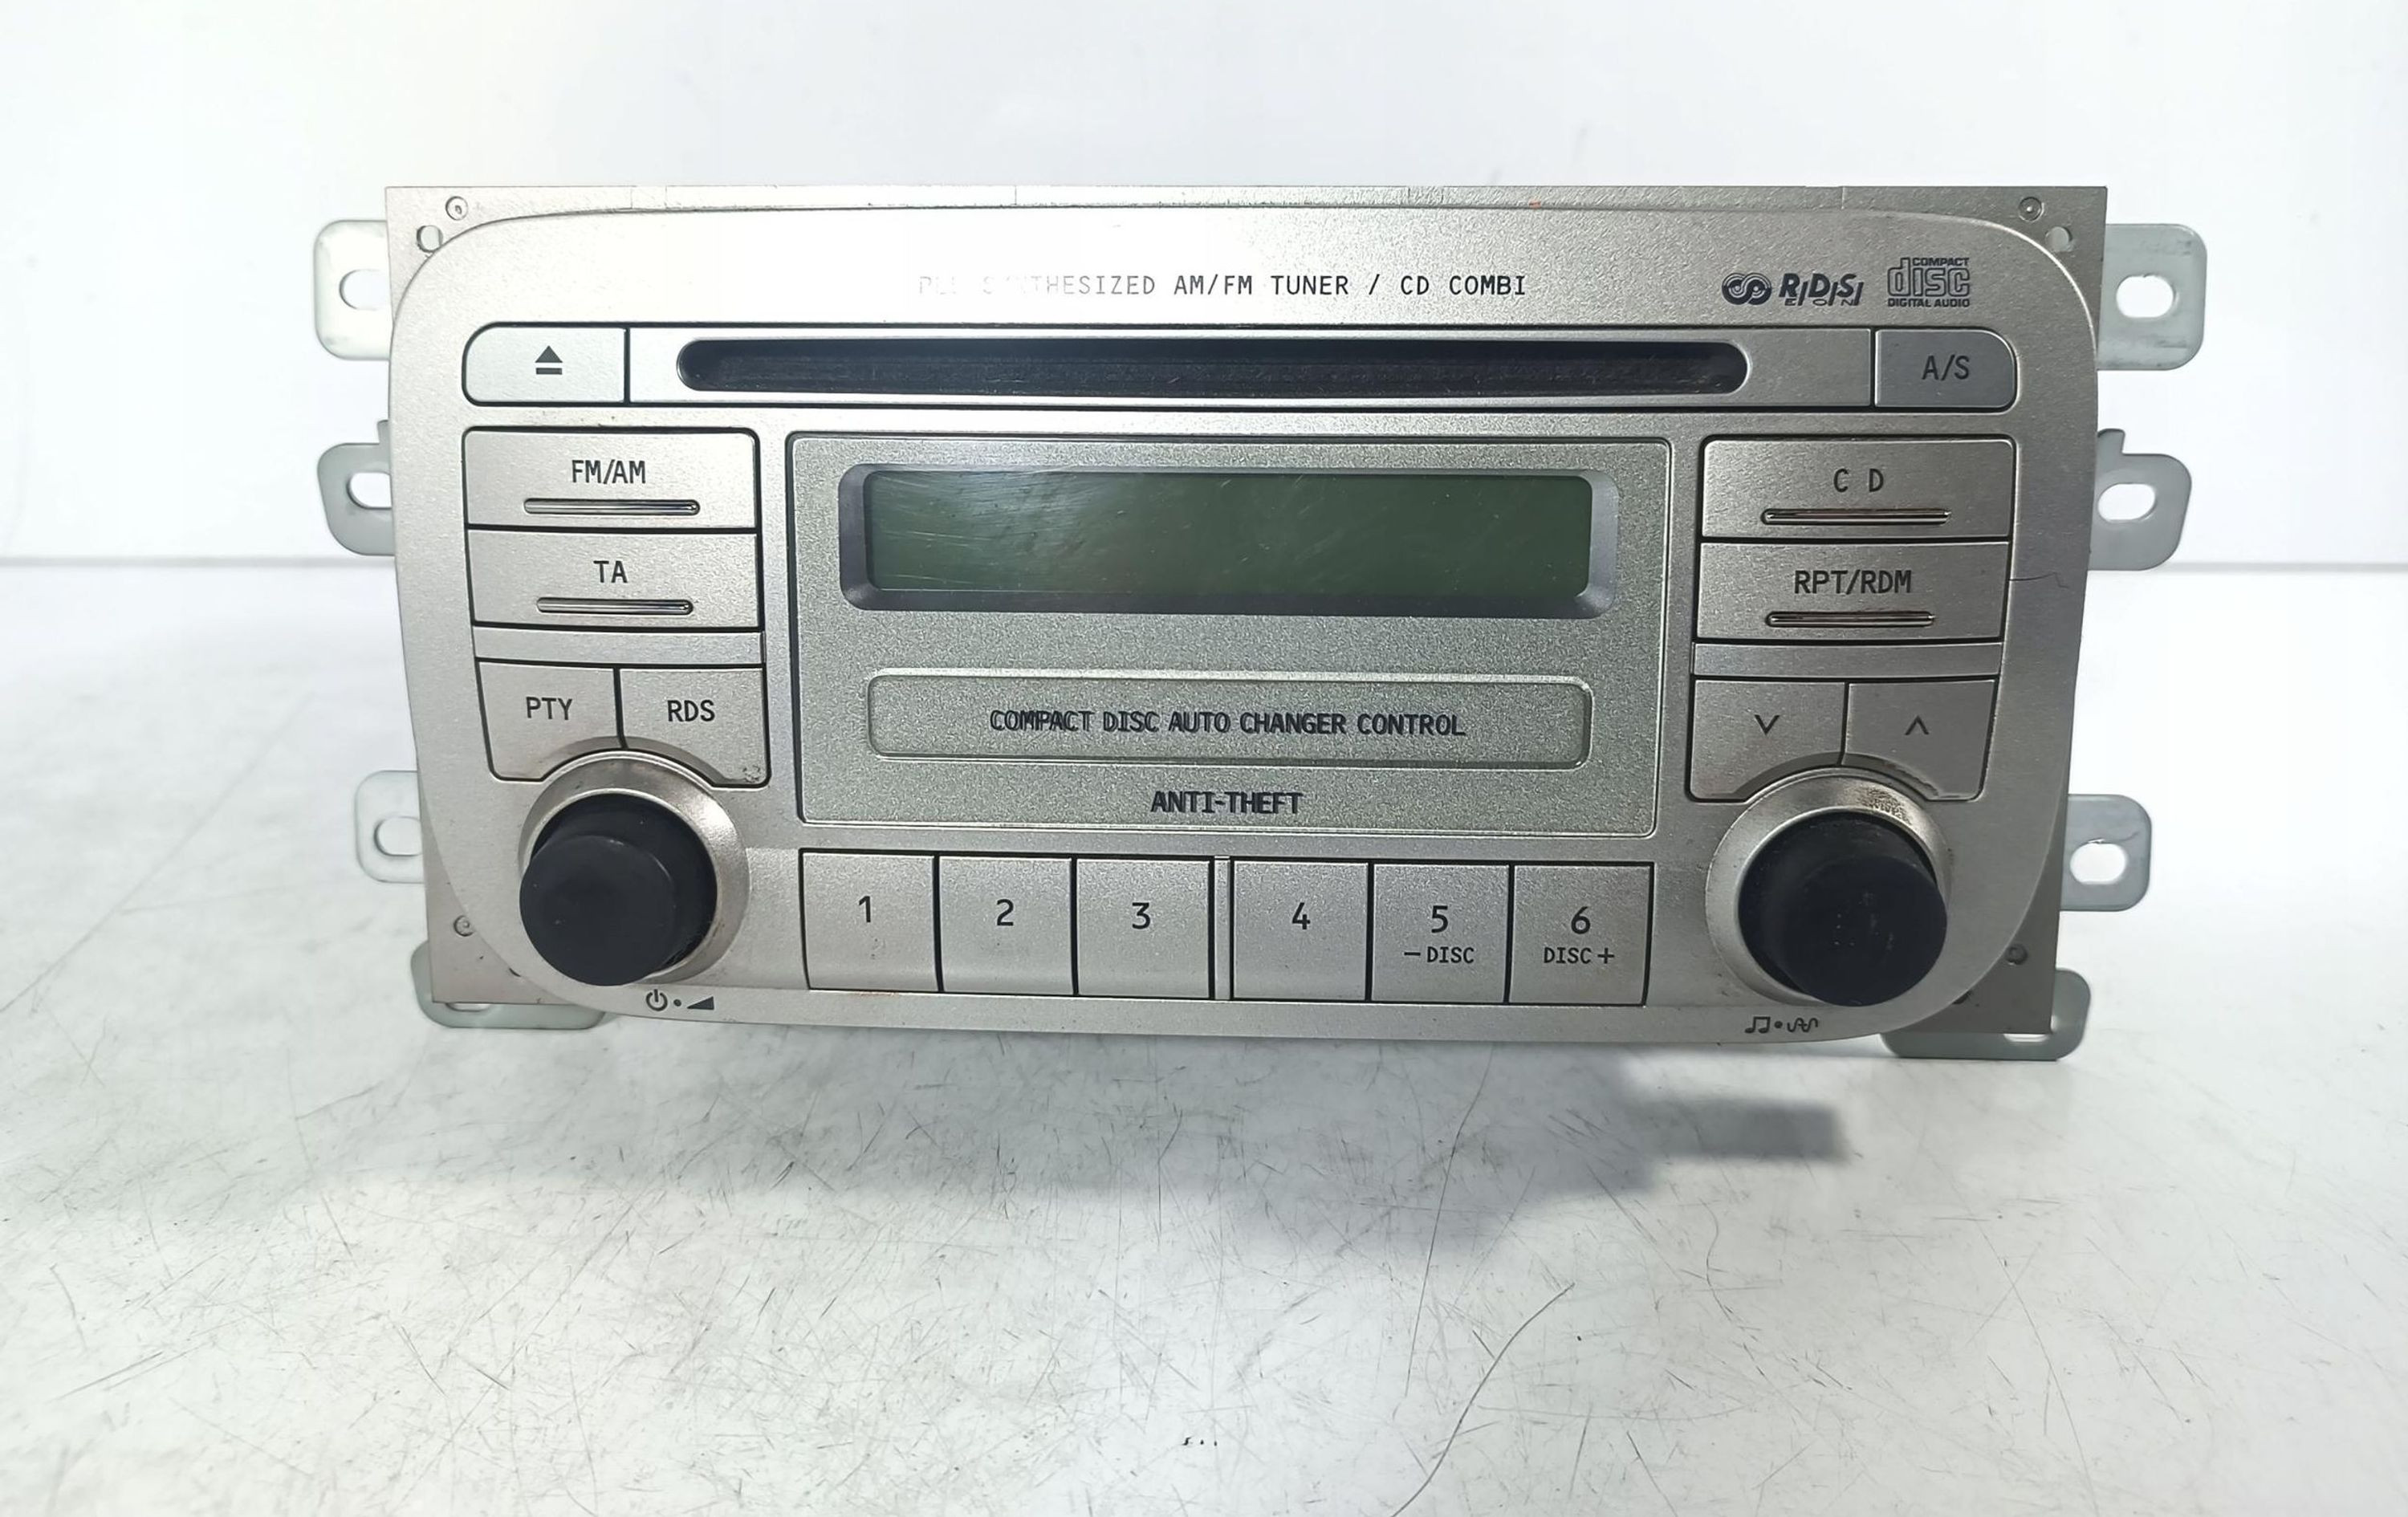 AM/FM TUNER / CD COMBI
R/D/S/
EON
COMPACT
disc
DIGITAL AUDIO
A/S
FM/AM
C D
TA
RPT/RDM
PTY
RDS
COMPACT DISC AUTO CHANGER CONTROL
ANTI-THEFT
1
2
3
4
5
6
– DISC
DISC +